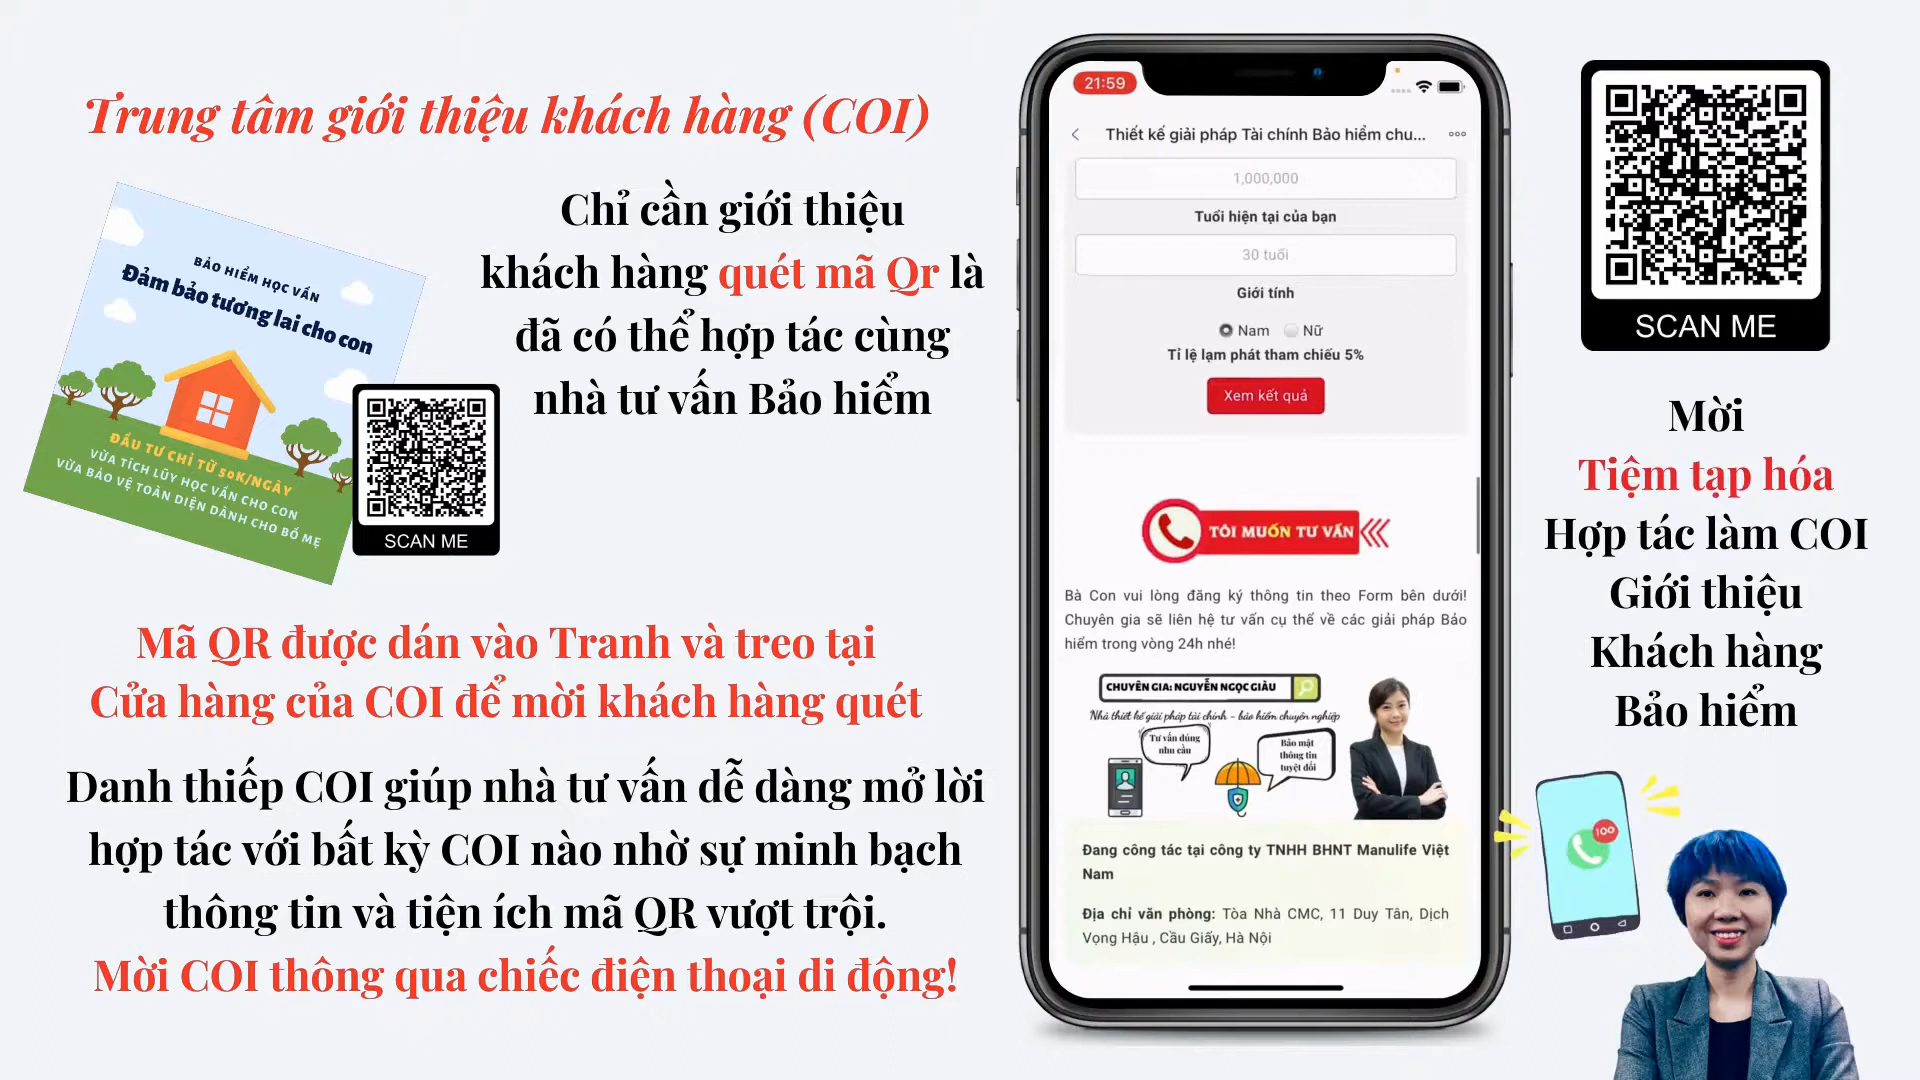 Trung tâm giới thiệu khách hàng (COI)
Chỉ cần giới thiệu
khách hàng quét mã Qr là
đã có thể hợp tác cùng
nhà tư vấn Bảo hiểm
BẢO HIỂM HỌC VẤN
Đảm bảo tương lai cho con
ĐẦU TƯ CHỈ TỪ 50K/NGÀY
VỪA TÍCH LŨY HỌC VẤN CHO CON
VỪA BẢO VỆ TOÀN DIỆN DÀNH CHO BỐ MẸ
SCAN ME
Mã QR được dán vào Tranh và treo tại
Cửa hàng của COI để mời khách hàng quét
Danh thiếp COI giúp nhà tư vấn dễ dàng mở lời
hợp tác với bất kỳ COI nào nhờ sự minh bạch
thông tin và tiện ích mã QR vượt trội.
Mời COI thông qua chiếc điện thoại di động!
21:59
Thiết kế giải pháp Tài chính Bảo hiểm chu...
1,000,000
Tuổi hiện tại của bạn
30 tuổi
Giới tính
Nam Nữ
Tỉ lệ lạm phát tham chiếu 5%
Xem kết quả
TÔI MUỐN TƯ VẤN
Bà Con vui lòng đăng ký thông tin theo Form bên dưới!
Chuyên gia sẽ liên hệ tư vấn cụ thể về các giải pháp Bảo
hiểm trong vòng 24h nhé!
CHUYÊN GIA: NGUYỄN NGỌC GIÀU
Nhà thiết kế giải pháp tài chính - bảo hiểm chuyên nghiệp
Tư vấn đúng
nhu cầu
Bảo mật
thông tin
tuyệt đối
Đang công tác tại công ty TNHH BHNT Manulife Việt
Nam
Địa chỉ văn phòng: Tòa Nhà CMC, 11 Duy Tân, Dịch
Vọng Hậu , Cầu Giấy, Hà Nội
SCAN ME
Mời
Tiệm tạp hóa
Hợp tác làm COI
Giới thiệu
Khách hàng
Bảo hiểm
100